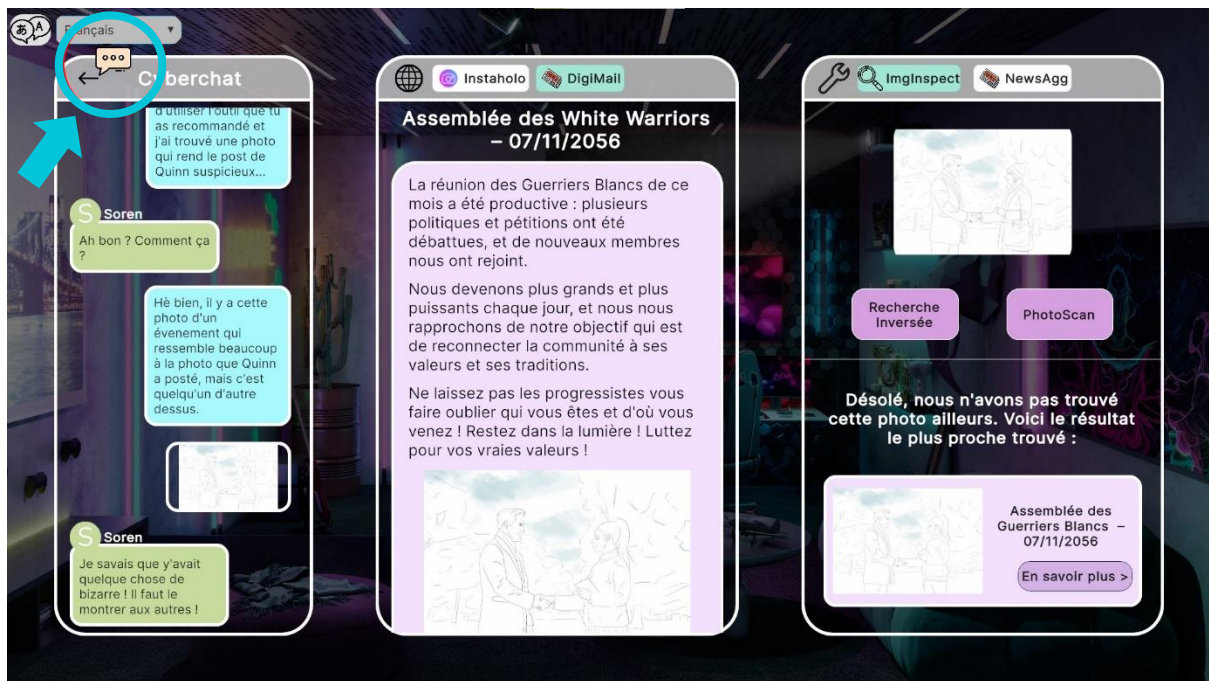 あ A
Français
Cyberchat
d'utiliser l'outil que tu
as recommandé et
j'ai trouvé une photo
qui rend le post de
Quinn suspicieux...
S Soren
Ah bon ? Comment ça
?
Hè bien, il y a cette
photo d'un
évenement qui
ressemble beaucoup
à la photo que Quinn
a posté, mais c'est
quelqu'un d'autre
dessus.
S Soren
Je savais que y'avait
quelque chose de
bizarre ! Il faut le
montrer aux autres !
Instaholo
DigiMail
Assemblée des White Warriors
– 07/11/2056
La réunion des Guerriers Blancs de ce
mois a été productive : plusieurs
politiques et pétitions ont été
débattues, et de nouveaux membres
nous ont rejoint.
Nous devenons plus grands et plus
puissants chaque jour, et nous nous
rapprochons de notre objectif qui est
de reconnecter la communauté à ses
valeurs et ses traditions.
Ne laissez pas les progressistes vous
faire oublier qui vous êtes et d'où vous
venez ! Restez dans la lumière ! Luttez
pour vos vraies valeurs !
ImgInspect
NewsAgg
Recherche
Inversée
PhotoScan
Désolé, nous n'avons pas trouvé
cette photo ailleurs. Voici le résultat
le plus proche trouvé :
Assemblée des
Guerriers Blancs –
07/11/2056
En savoir plus >